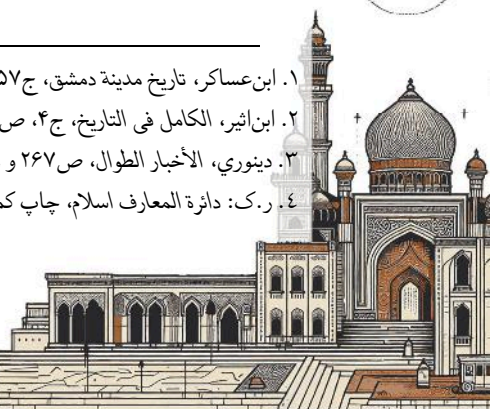 ۱. ابن‌عساکر، تاریخ مدینة دمشق، ج۵۷
۲. ابن‌اثیر، الکامل فی التاریخ، ج۴، ص
۳. دینوري، الأخبار الطوال، ص۲۶۷ و
٤. ر.ک: دائرة المعارف اسلام، چاپ